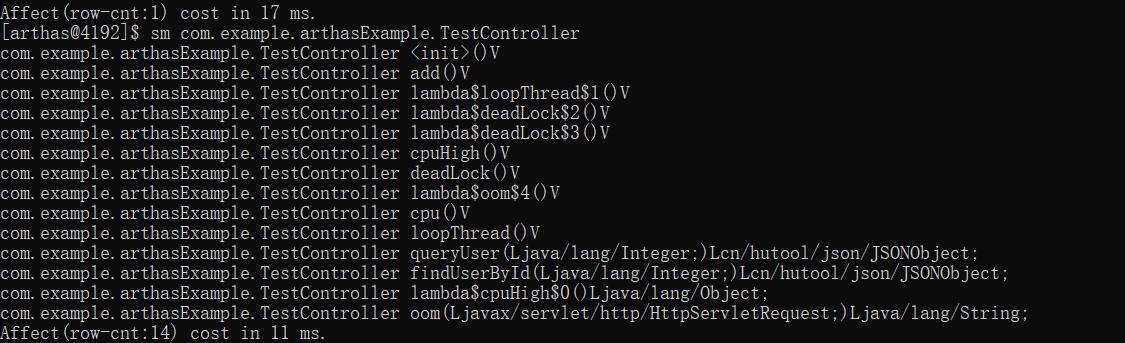 Affect(row-cnt:1) cost in 17 ms.
[arthas@4192]$ sm com.example.arthasExample.TestController
com.example.arthasExample.TestController <init>()V
com.example.arthasExample.TestController add()V
com.example.arthasExample.TestController lambda$loopThread$1()V
com.example.arthasExample.TestController lambda$deadLock$2()V
com.example.arthasExample.TestController lambda$deadLock$3()V
com.example.arthasExample.TestController cpuHigh()V
com.example.arthasExample.TestController deadLock()V
com.example.arthasExample.TestController lambda$oom$4()V
com.example.arthasExample.TestController cpu()V
com.example.arthasExample.TestController loopThread()V
com.example.arthasExample.TestController queryUser(Ljava/lang/Integer;)Lcn/hutool/json/JSONObject;
com.example.arthasExample.TestController findUserById(Ljava/lang/Integer;)Lcn/hutool/json/JSONObject;
com.example.arthasExample.TestController lambda$cpuHigh$0()Ljava/lang/Object;
com.example.arthasExample.TestController oom(Ljavax/servlet/http/HttpServletRequest;)Ljava/lang/String;
Affect(row-cnt:14) cost in 11 ms.